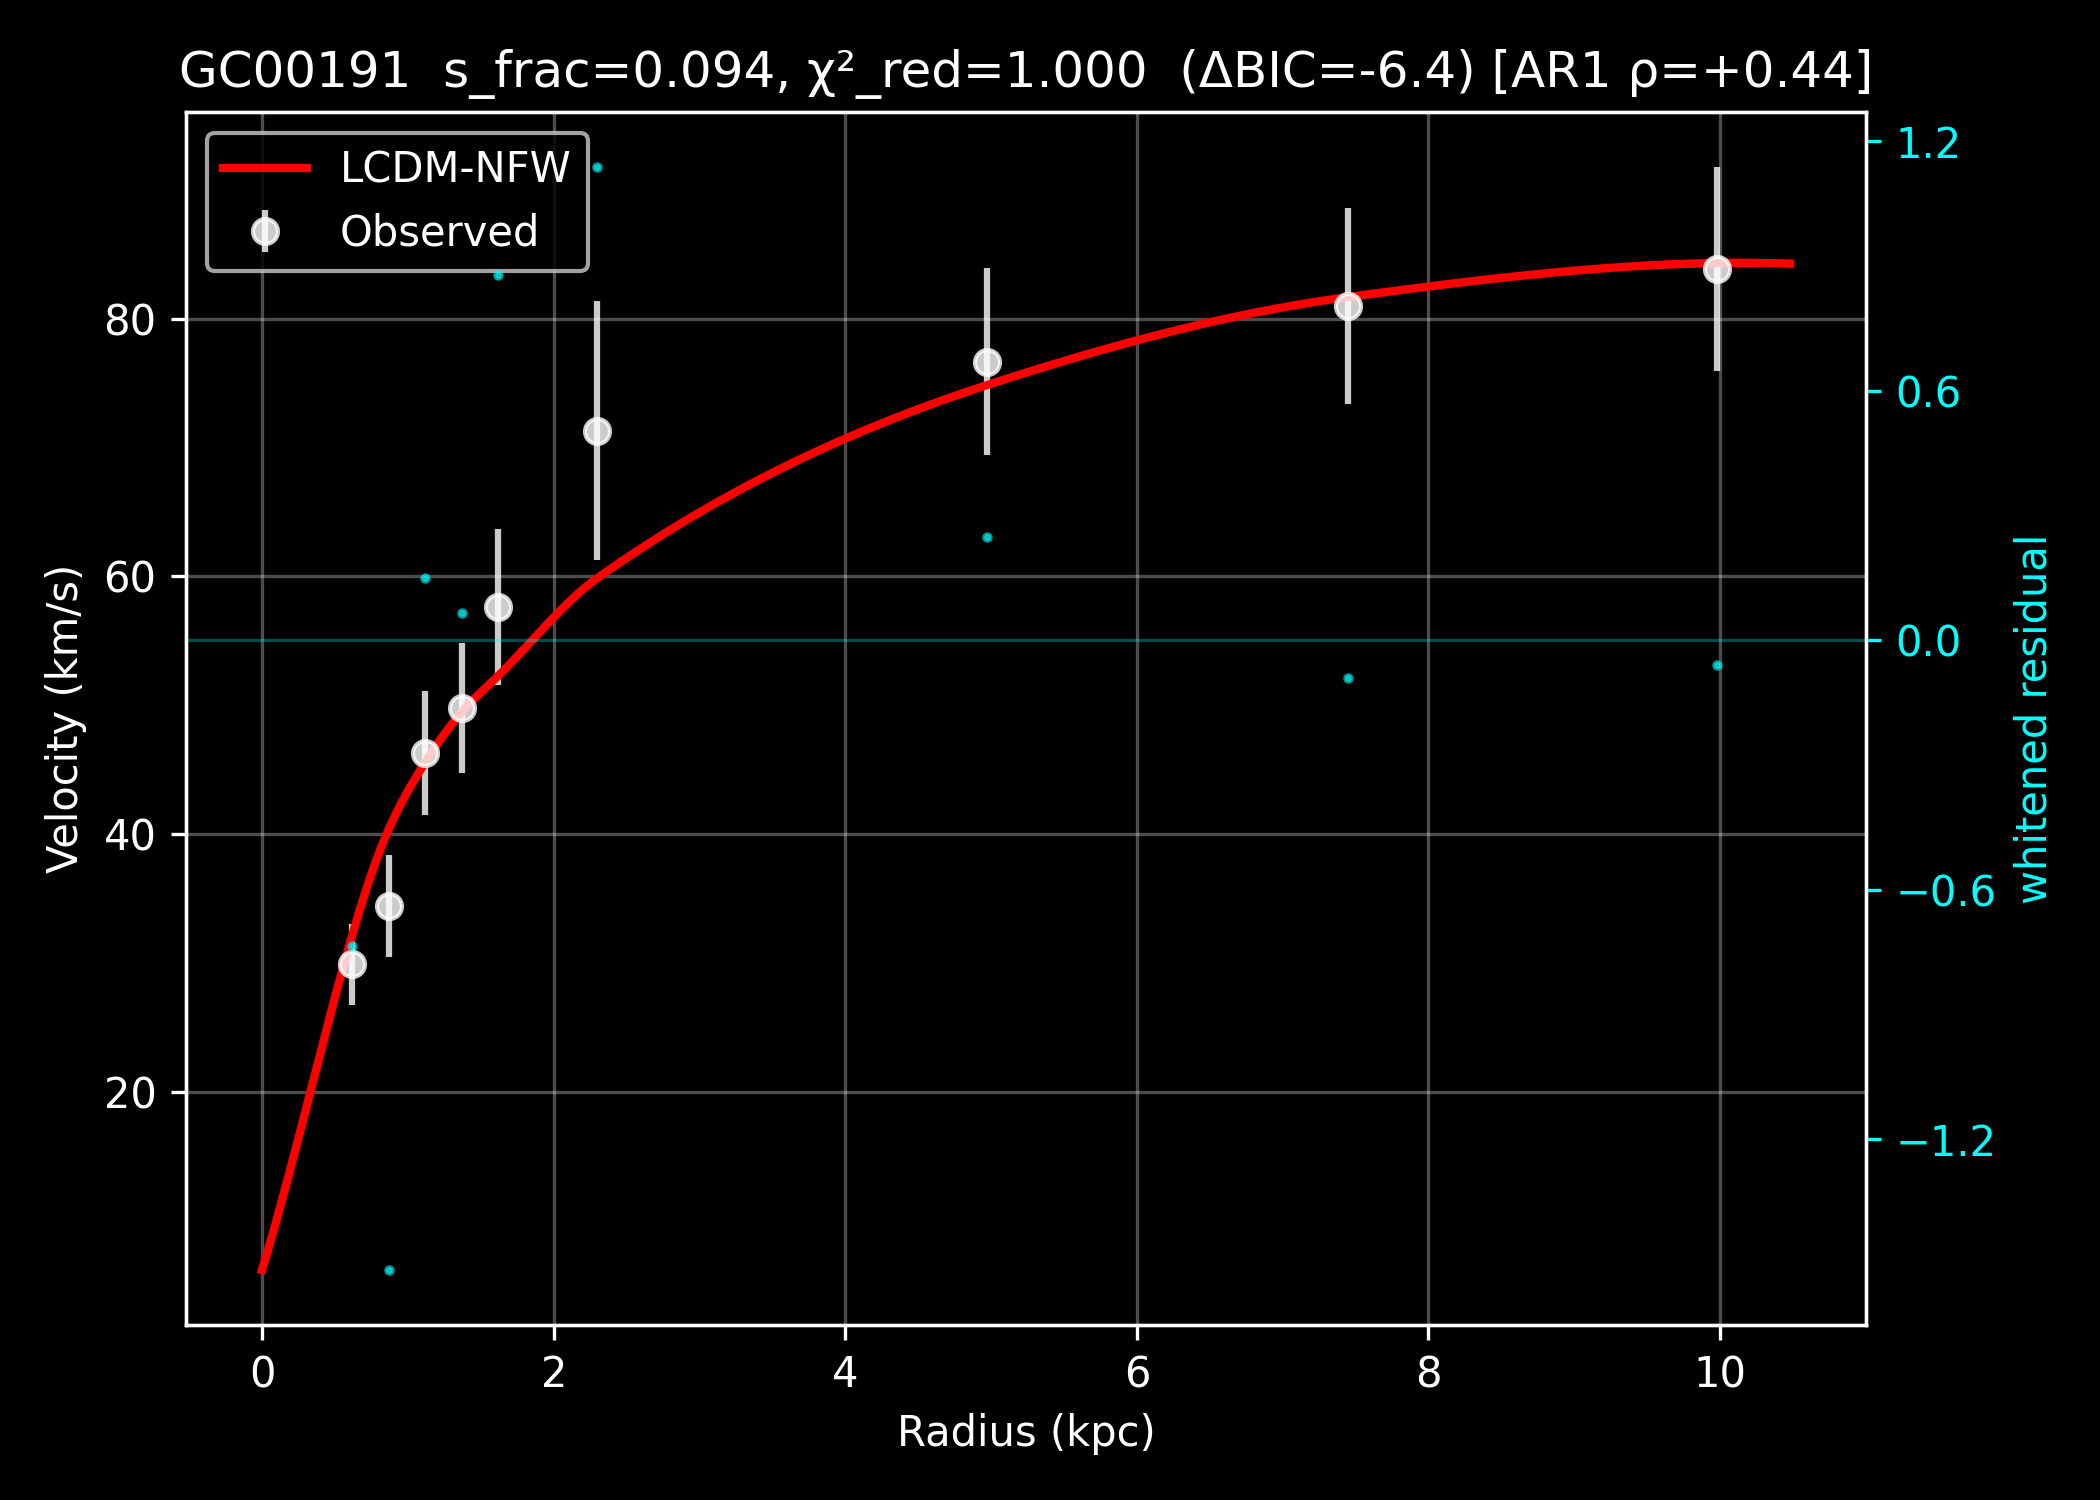 GC00191  s_frac=0.094, χ²_red=1.000  (ΔBIC=-6.4) [AR1 ρ=+0.44]
LCDM-NFW
Observed
80
60
40
20
Velocity (km/s)
1.2
0.6
0.0
−0.6
−1.2
whitened residual
0 2 4 6 8 10
Radius (kpc)